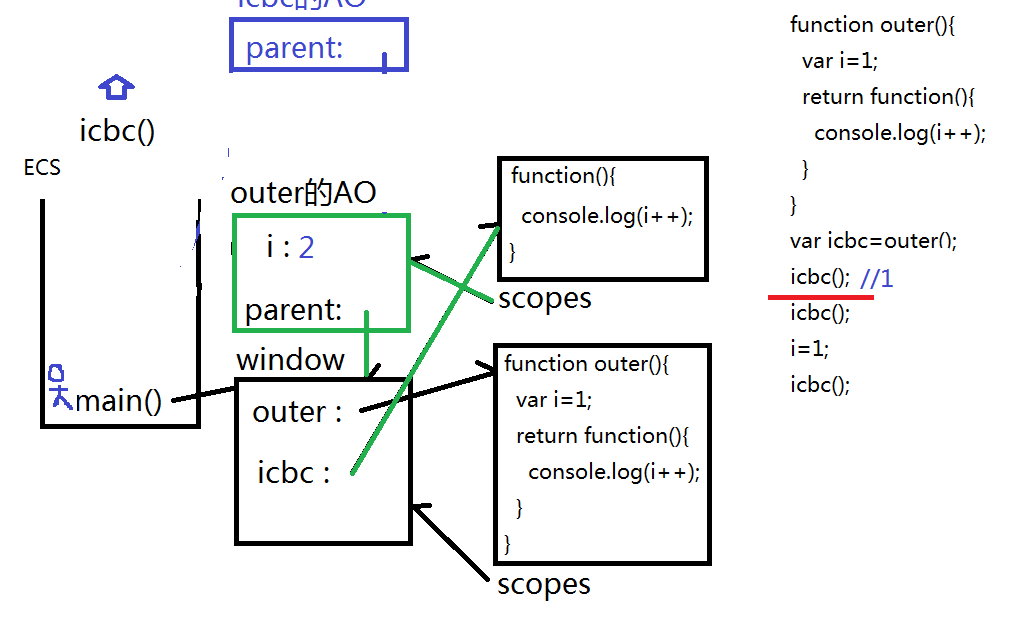 icbc的AO
parent:
icbc()
ECS
outer的AO
i : 2
parent:
window
outer :
icbc :
main()
function(){
console.log(i++);
}
scopes
function outer(){
var i=1;
return function(){
console.log(i++);
}
}
scopes
function outer(){
var i=1;
return function(){
console.log(i++);
}
}
var icbc=outer();
icbc(); //1
icbc();
i=1;
icbc();